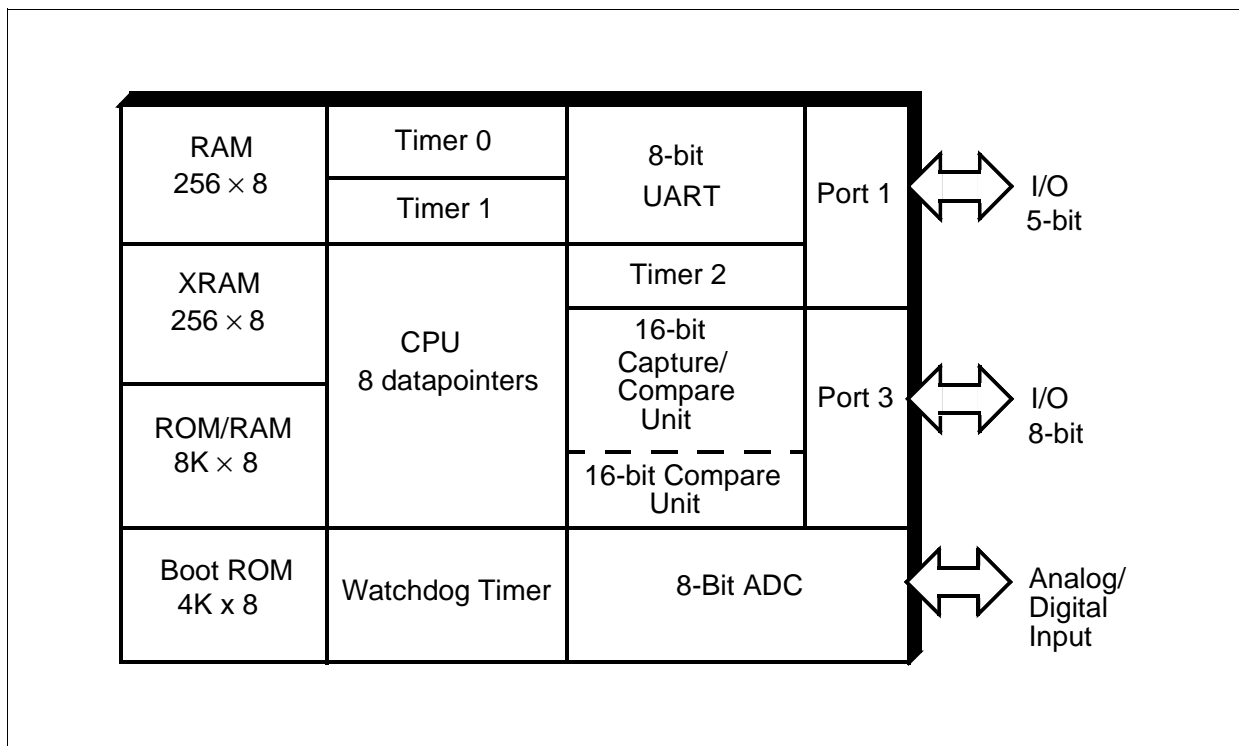 RAM
256 × 8
Timer 0
Timer 1
8-bit
UART
Port 1
I/O
5-bit
XRAM
256 × 8
CPU
8 datapointers
Timer 2
16-bit
Capture/
Compare
Unit
Port 3
I/O
8-bit
ROM/RAM
8K × 8
16-bit Compare
Unit
Boot ROM
4K x 8
Watchdog Timer
8-Bit ADC
Analog/
Digital
Input